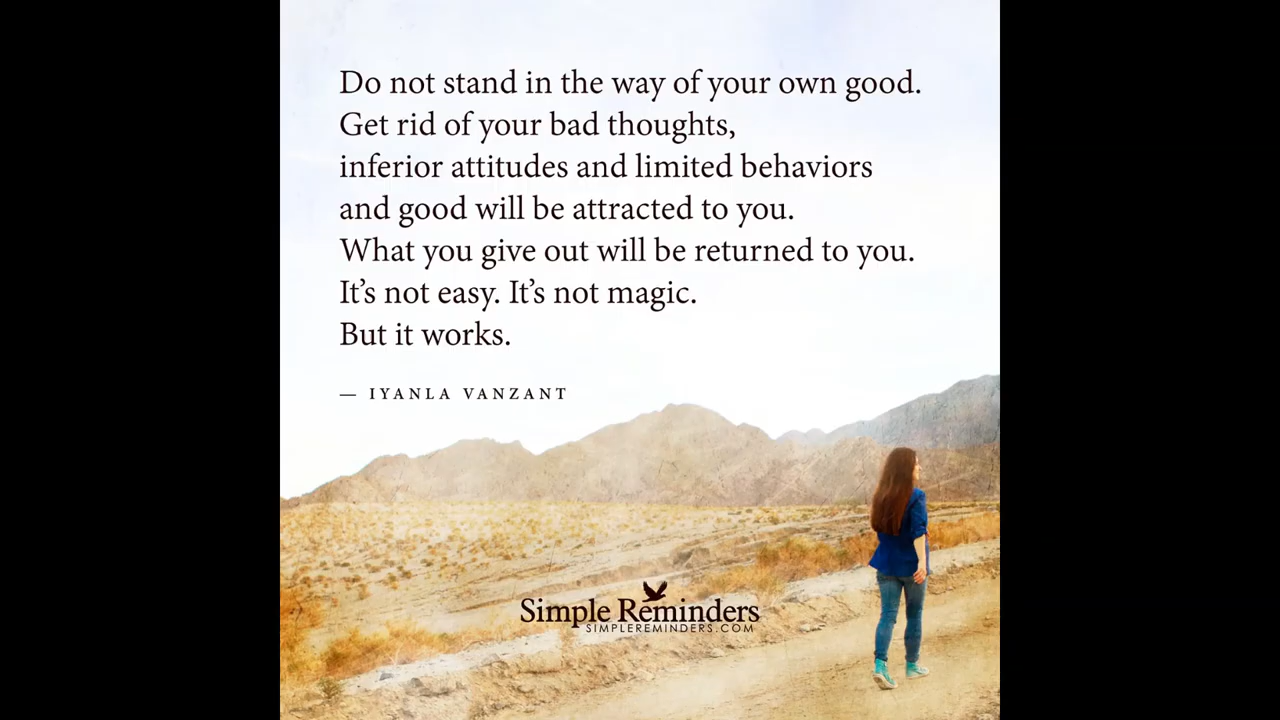 Do not stand in the way of your own good.
Get rid of your bad thoughts,
inferior attitudes and limited behaviors
and good will be attracted to you.
What you give out will be returned to you.
It’s not easy. It’s not magic.
But it works.
— IYANLA VANZANT
Simple Reminders
SIMPLEREMINDERS.COM